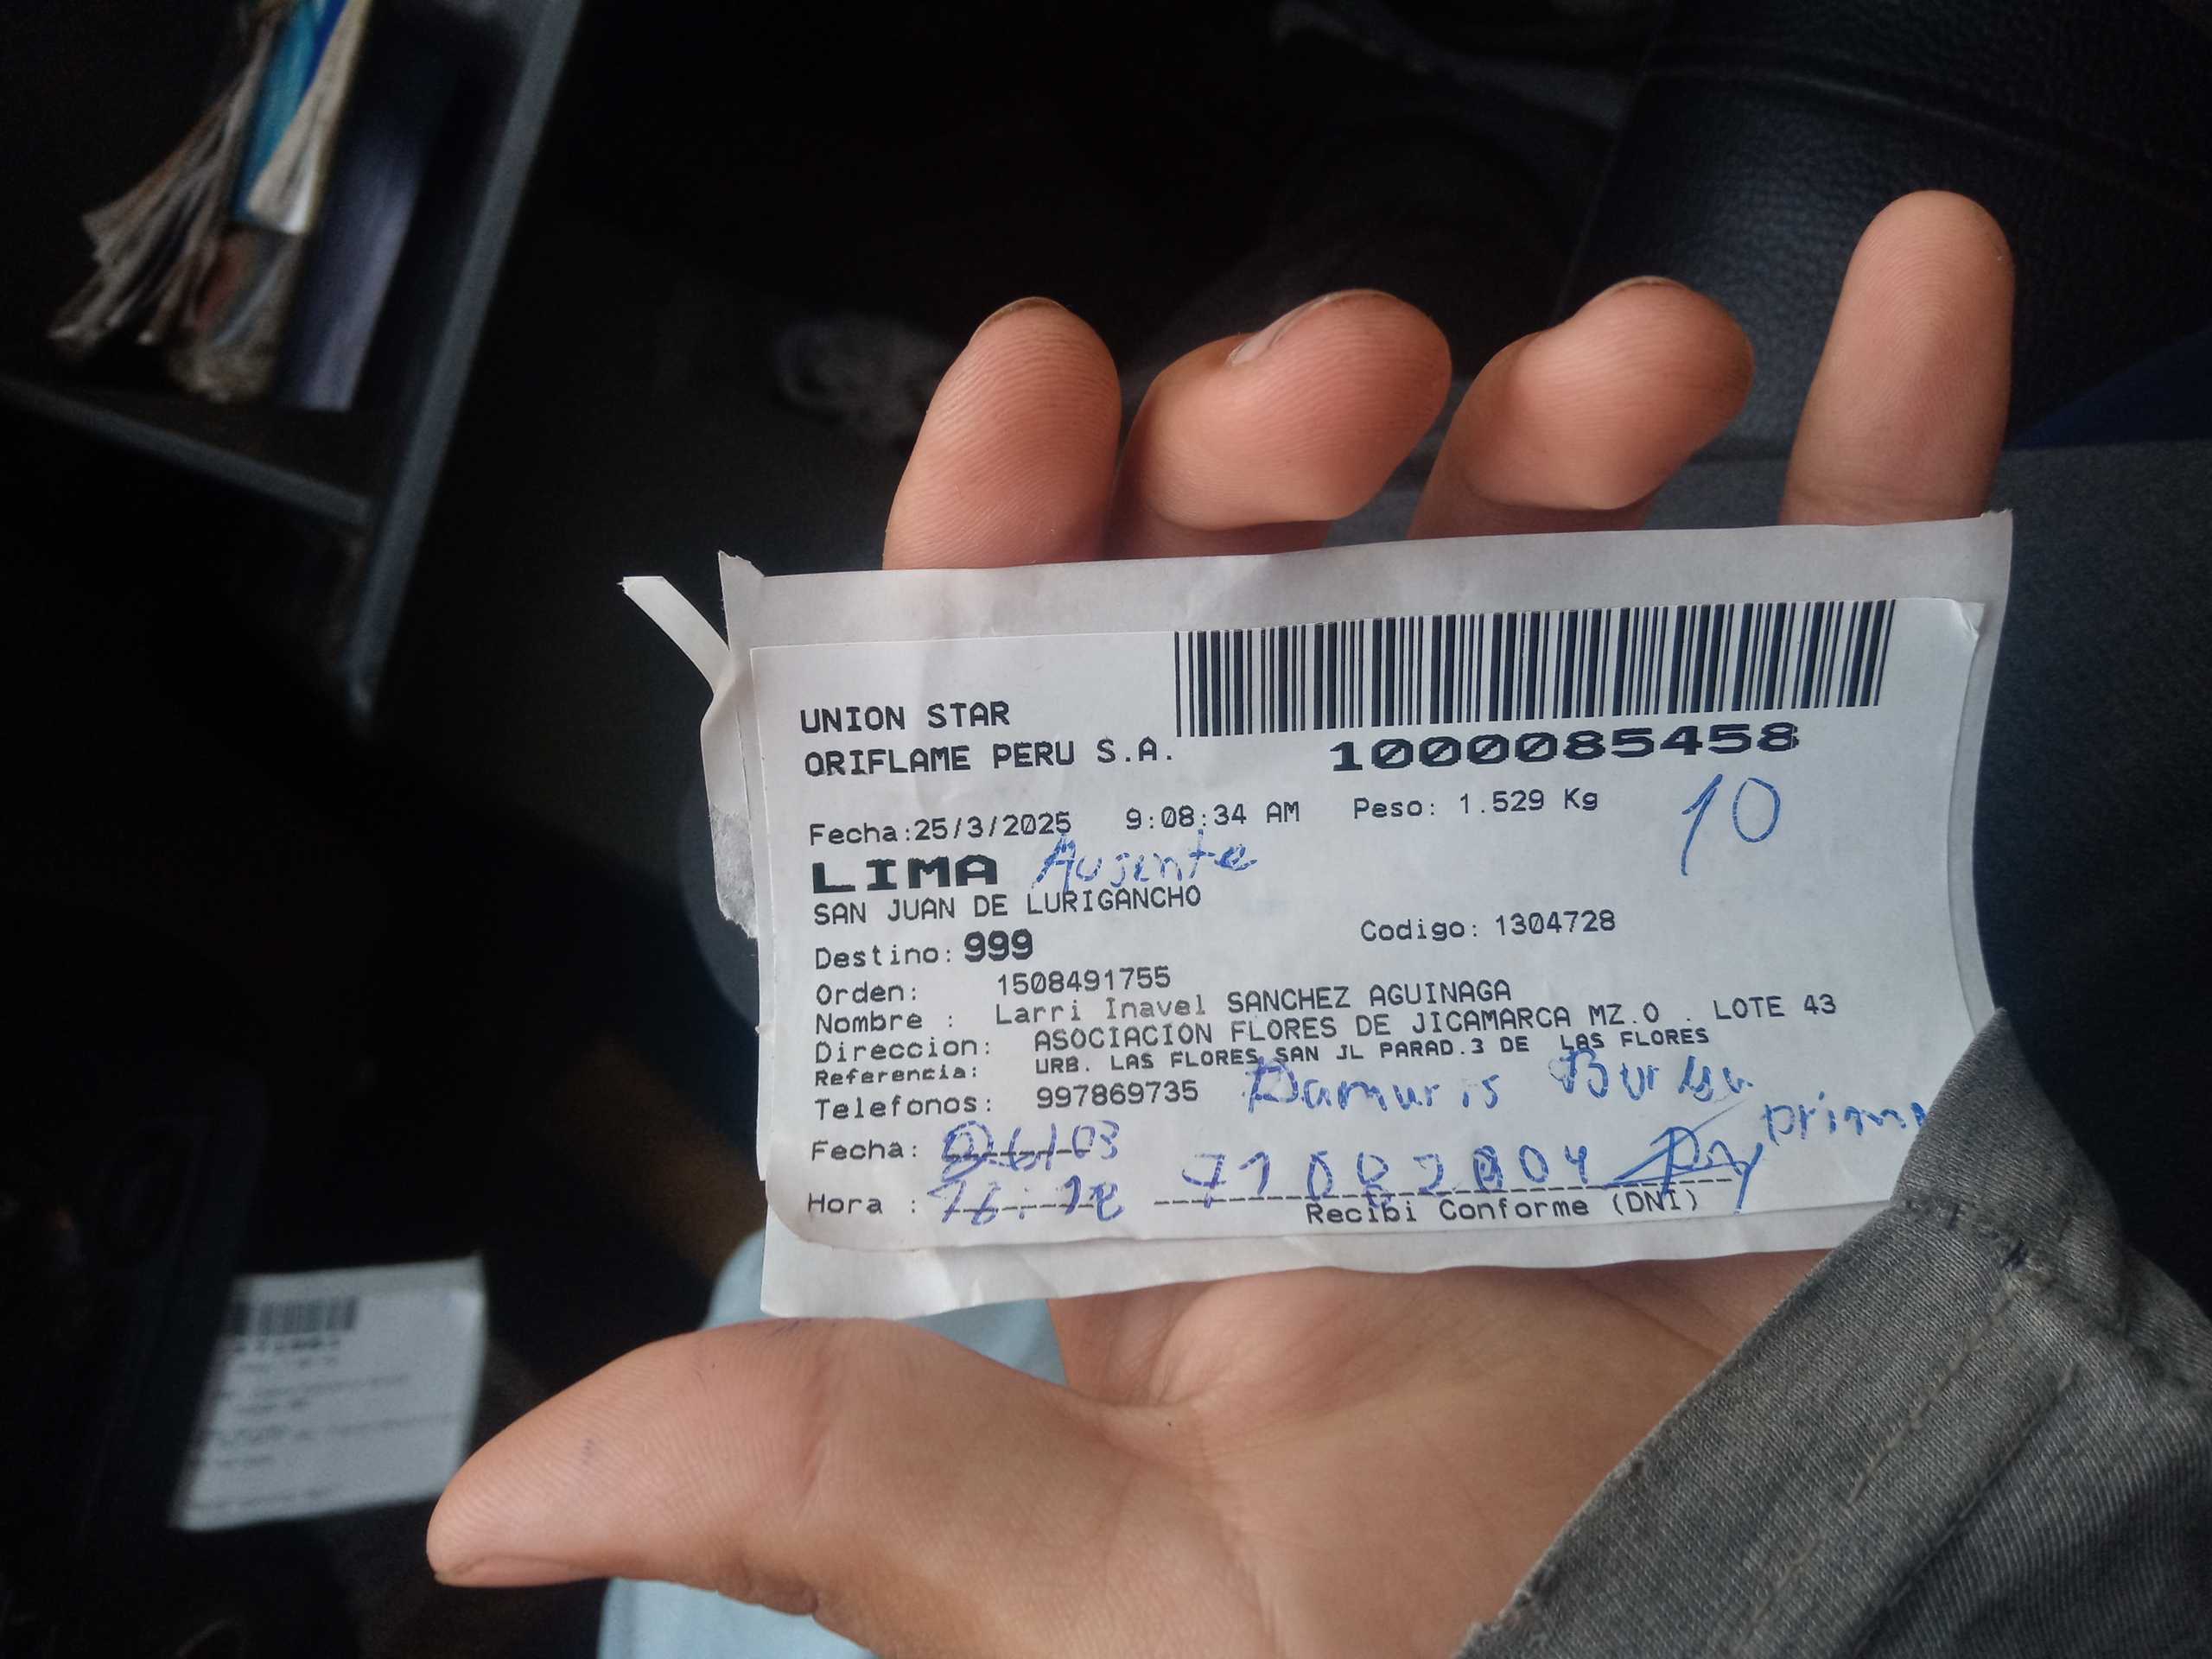 UNION STAR
ORIFLAME PERU S.A.
1000085458
Fecha:25/3/2025 9:08:34 AM Peso: 1.529 Kg
10
LIMA Ausente
SAN JUAN DE LURIGANCHO
Destino: 999 Codigo: 1304728
Orden: 1508491755
Nombre : Larri Inavel SANCHEZ AGUINAGA
Direccion: ASOCIACION FLORES DE JICAMARCA MZ.O . LOTE 43
Referencia: URB. LAS FLORES SAN JL PARAD.3 DE LAS FLORES
Telefonos: 997869735 Damaris
Fecha: 26/03
Hora :
Recibi Conforme (DNI)